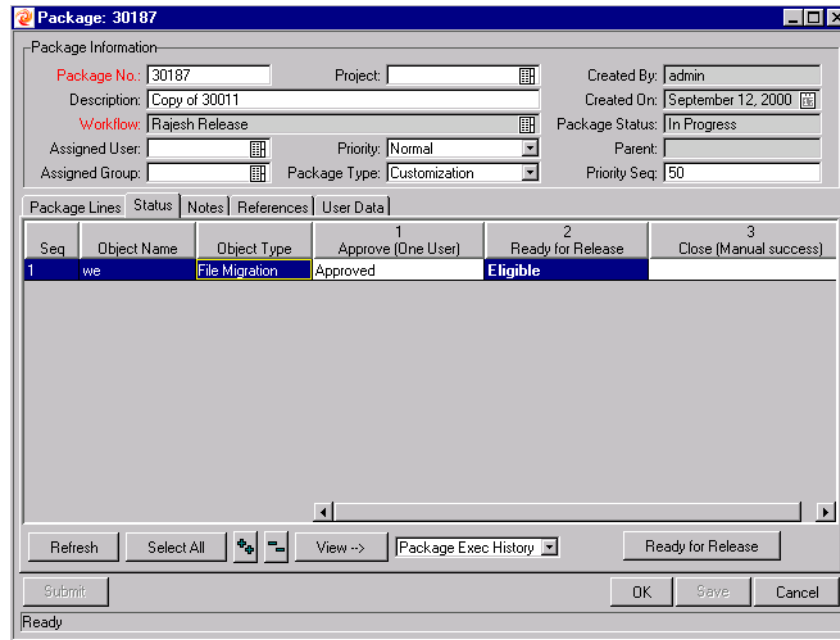 Package: 30187
Package Information
Package No.: 30187 Project: Created By: admin
Description: Copy of 30011 Created On: September 12, 2000
Workflow: Rajesh Release Package Status: In Progress
Assigned User: Priority: Normal Parent:
Assigned Group: Package Type: Customization Priority Seq: 50
Package Lines Status Notes References User Data
1 2 3
Seq Object Name Object Type Approve (One User) Ready for Release Close (Manual success)
1 we File Migration Approved Eligible
Refresh Select All View --> Package Exec History Ready for Release
Submit OK Save Cancel
Ready